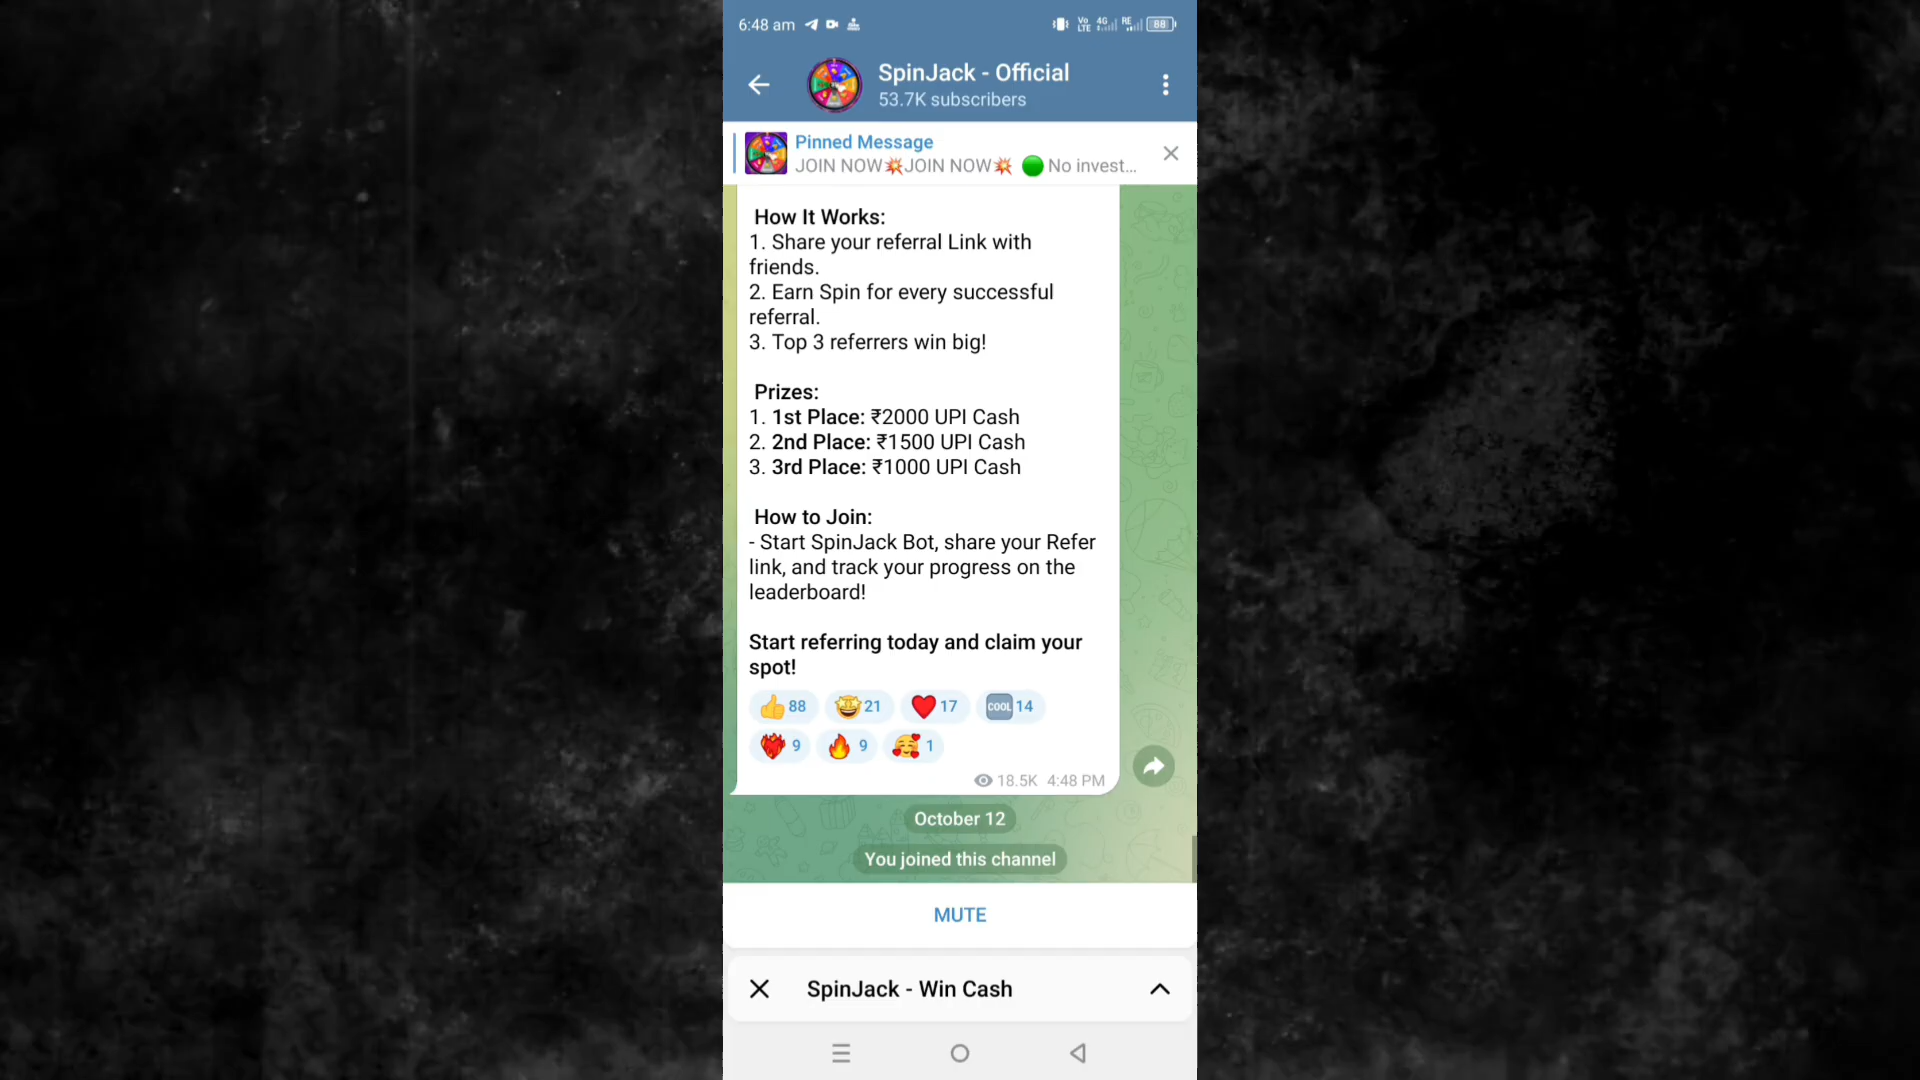 6:48 am
Vo LTE 4G RE 88
SpinJack - Official
53.7K subscribers
Pinned Message
JOIN NOW💥JOIN NOW💥 🟢 No invest...
How It Works:
1. Share your referral Link with
friends.
2. Earn Spin for every successful
referral.
3. Top 3 referrers win big!
Prizes:
1. 1st Place: ₹2000 UPI Cash
2. 2nd Place: ₹1500 UPI Cash
3. 3rd Place: ₹1000 UPI Cash
How to Join:
- Start SpinJack Bot, share your Refer
link, and track your progress on the
leaderboard!
Start referring today and claim your
spot!
👍 88 🤩 21 ❤️ 17 COOL 14
❤️‍🔥 9 🔥 9 🥰 1
18.5K 4:48 PM
October 12
You joined this channel
MUTE
SpinJack - Win Cash